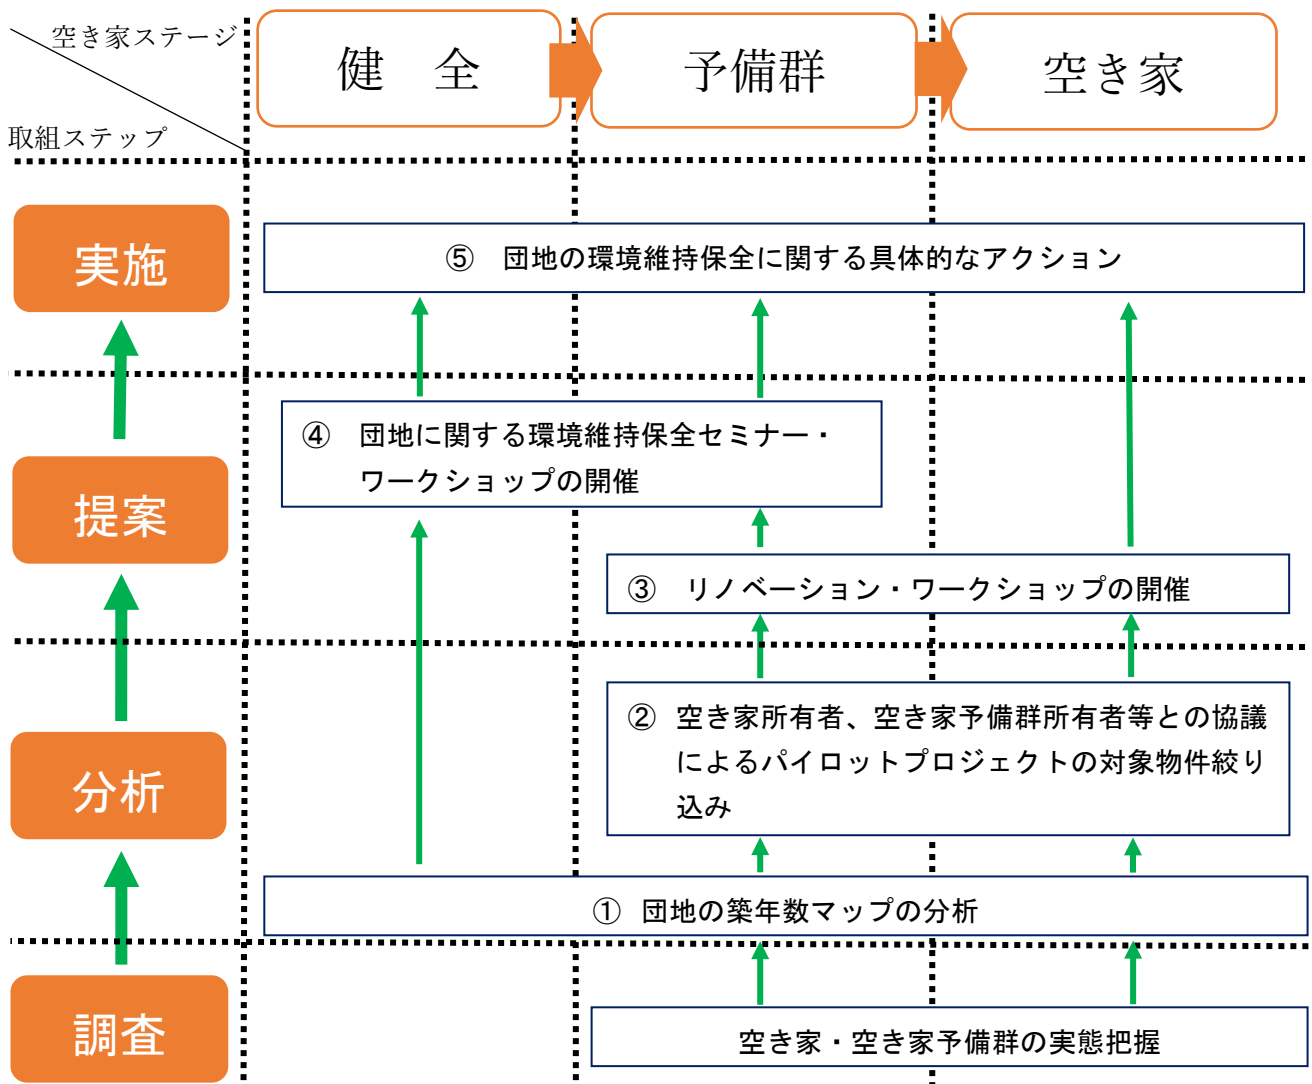 空き家ステージ
取組ステップ
健　全
予備群
空き家
実施
⑤　団地の環境維持保全に関する具体的なアクション
提案
④　団地に関する環境維持保全セミナー・
ワークショップの開催
③　リノベーション・ワークショップの開催
分析
②　空き家所有者、空き家予備群所有者等との協議
によるパイロットプロジェクトの対象物件絞り
込み
①　団地の築年数マップの分析
調査
空き家・空き家予備群の実態把握